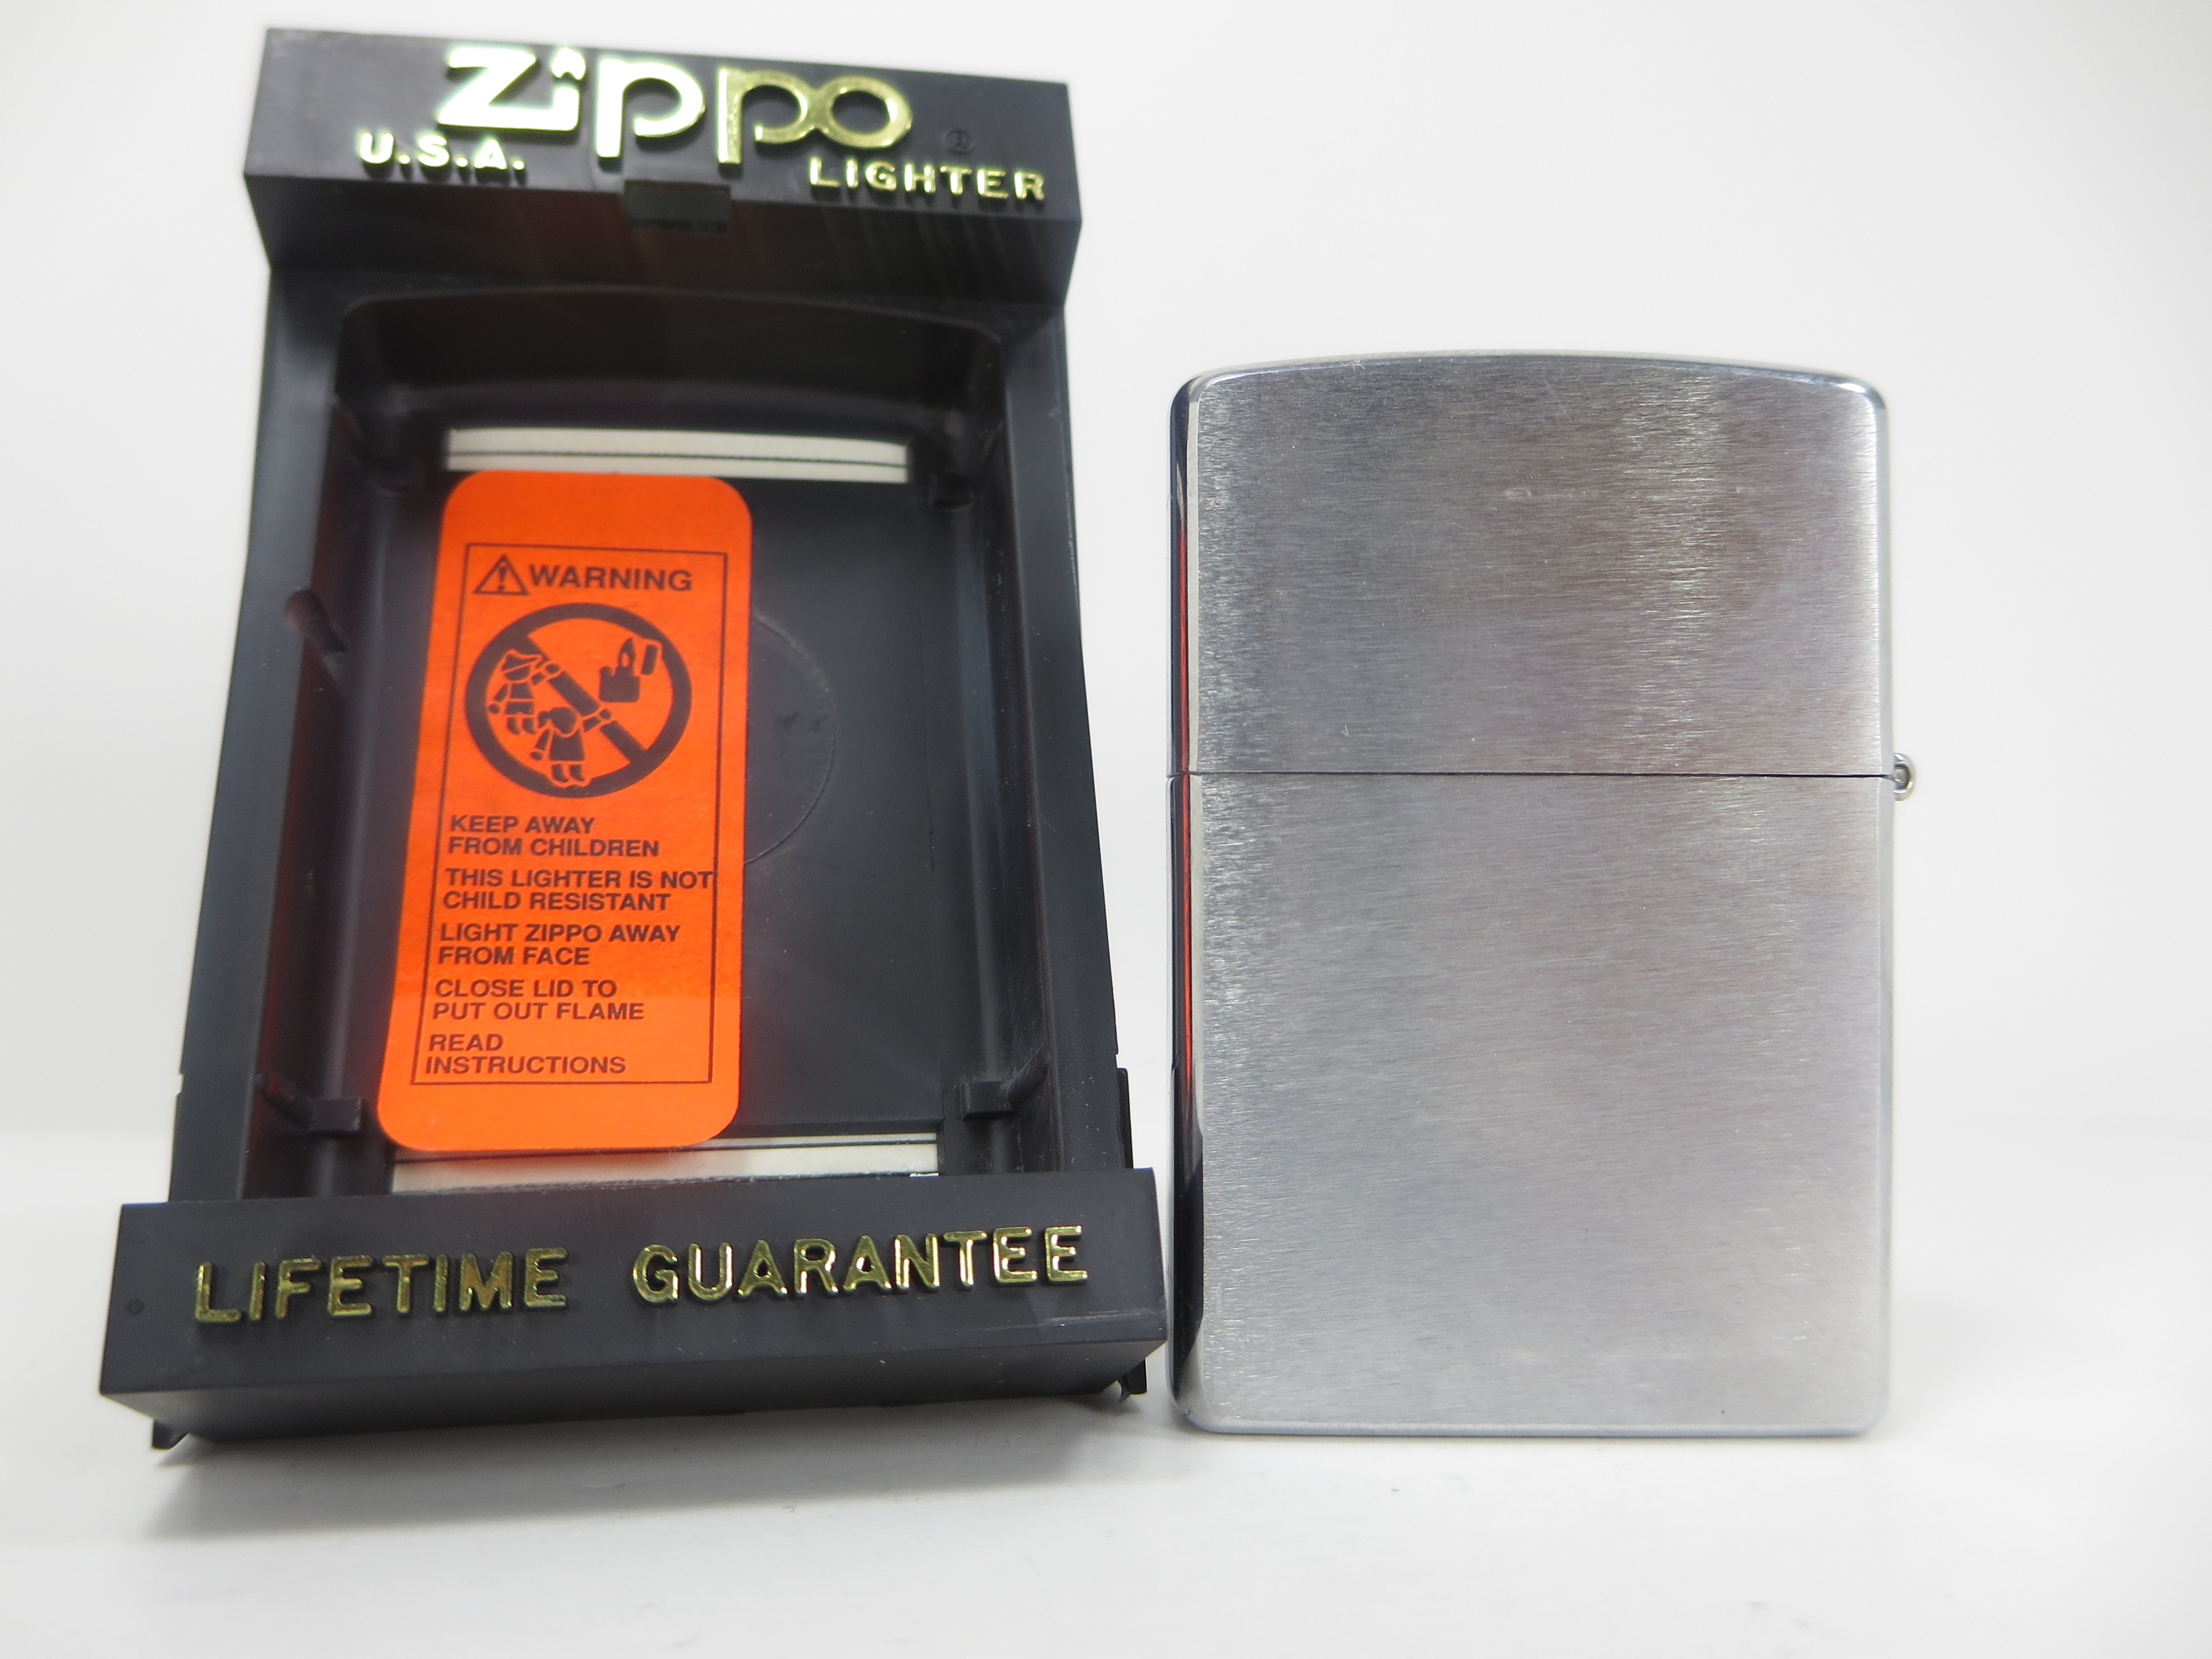 Zippo ®
U.S.A.
LIGHTER
⚠ WARNING
KEEP AWAY
FROM CHILDREN
THIS LIGHTER IS NOT
CHILD RESISTANT
LIGHT ZIPPO AWAY
FROM FACE
CLOSE LID TO
PUT OUT FLAME
READ
INSTRUCTIONS
LIFETIME GUARANTEE